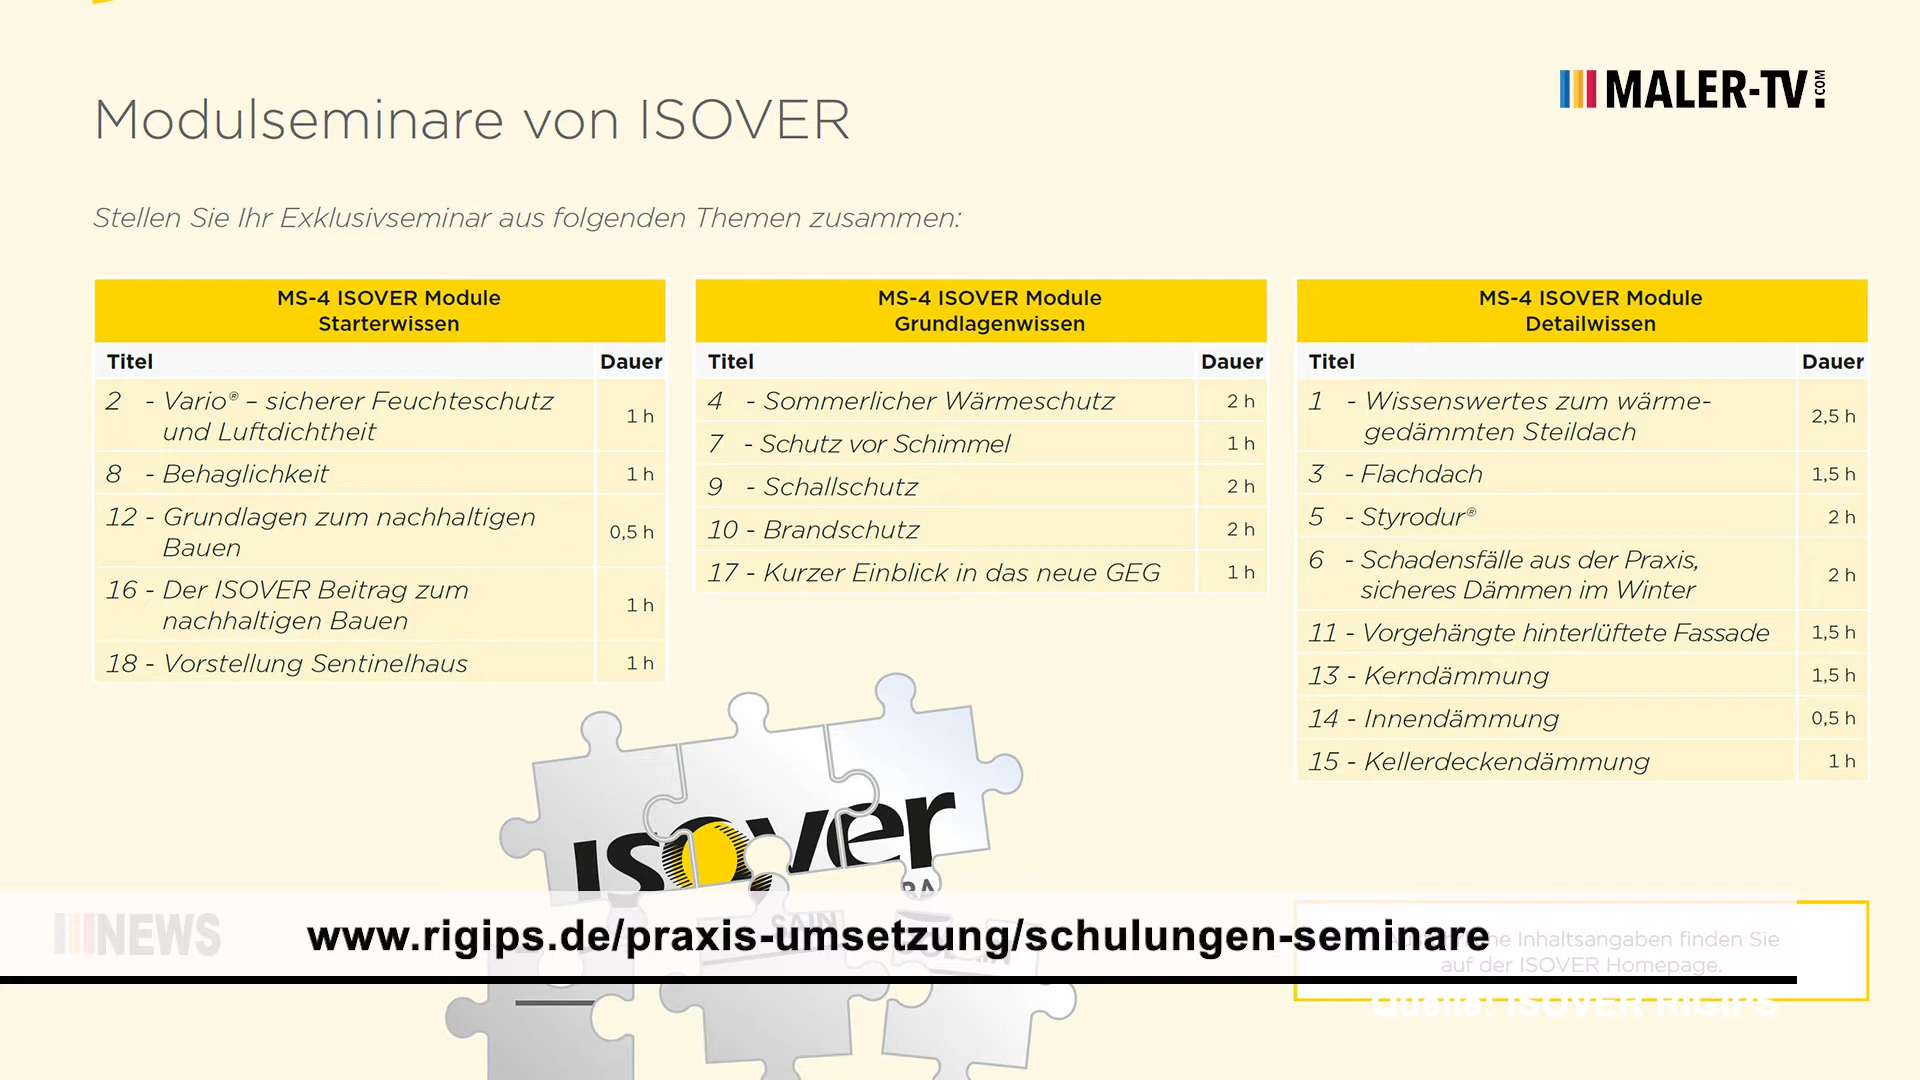 MALER-TV.COM
Modulseminare von ISOVER
Stellen Sie Ihr Exklusivseminar aus folgenden Themen zusammen:
MS-4 ISOVER Module
Starterwissen
Titel Dauer
2 - Vario® – sicherer Feuchteschutz
und Luftdichtheit 1 h
8 - Behaglichkeit 1 h
12 - Grundlagen zum nachhaltigen
Bauen 0,5 h
16 - Der ISOVER Beitrag zum
nachhaltigen Bauen 1 h
18 - Vorstellung Sentinelhaus 1 h
MS-4 ISOVER Module
Grundlagenwissen
Titel Dauer
4 - Sommerlicher Wärmeschutz 2 h
7 - Schutz vor Schimmel 1 h
9 - Schallschutz 2 h
10 - Brandschutz 2 h
17 - Kurzer Einblick in das neue GEG 1 h
MS-4 ISOVER Module
Detailwissen
Titel Dauer
1 - Wissenswertes zum wärme-
gedämmten Steildach 2,5 h
3 - Flachdach 1,5 h
5 - Styrodur® 2 h
6 - Schadensfälle aus der Praxis,
sicheres Dämmen im Winter 2 h
11 - Vorgehängte hinterlüftete Fassade 1,5 h
13 - Kerndämmung 1,5 h
14 - Innendämmung 0,5 h
15 - Kellerdeckendämmung 1 h
isover
SAIN
NEWS
www.rigips.de/praxis-umsetzung/schulungen-seminare
Inhaltsangaben finden Sie
auf der ISOVER Homepage.
Quelle: ISOVER RIGIPS